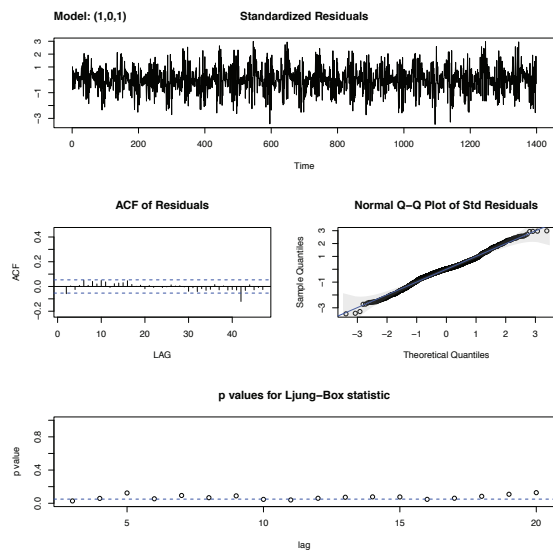 Model: (1,0,1) Standardized Residuals
3
1
−1
−3
0 200 400 600 800 1000 1200 1400
Time
ACF of Residuals
0.4
0.2
0.0
−0.2
ACF
10 20 30 40
0
LAG
Normal Q−Q Plot of Std Residuals
3
2
1
−1
−3
Sample Quantiles
−3 −2 −1 0 1 2 3
Theoretical Quantiles
p values for Ljung−Box statistic
0.8
0.4
0.0
p value
5 10 15 20
lag